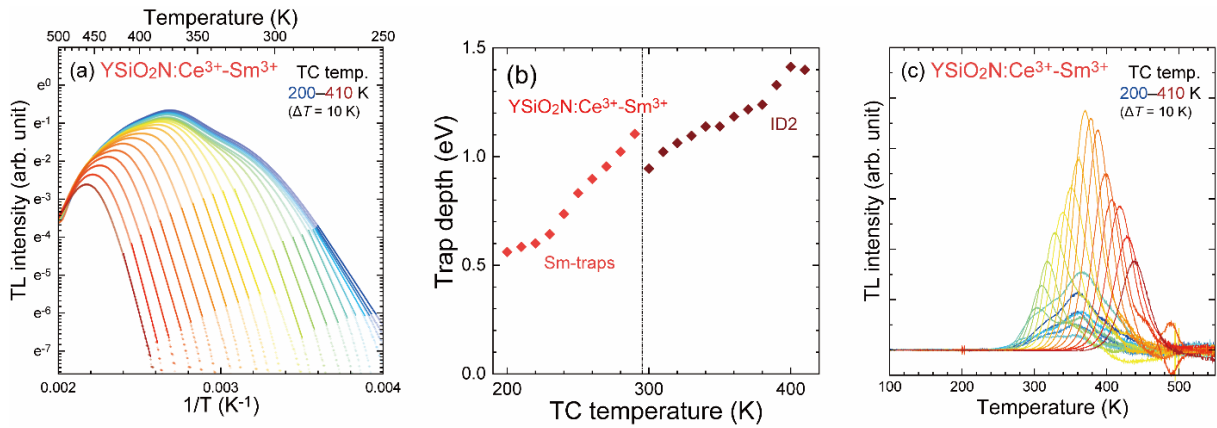 Temperature (K)
500 450 400 350 300 250
(a) YSiO₂N:Ce³⁺-Sm³⁺
TC temp.
200–410 K
(ΔT = 10 K)
TL intensity (arb. unit)
e⁰
e⁻¹
e⁻²
e⁻³
e⁻⁴
e⁻⁵
e⁻⁶
e⁻⁷
0.002 0.003 0.004
1/T (K⁻¹)
(b)
YSiO₂N:Ce³⁺-Sm³⁺
ID2
Sm-traps
Trap depth (eV)
1.5
1.0
0.5
0.0
200 300 400
TC temperature (K)
(c) YSiO₂N:Ce³⁺-Sm³⁺
TC temp.
200–410 K
(ΔT = 10 K)
TL intensity (arb. unit)
100 200 300 400 500
Temperature (K)